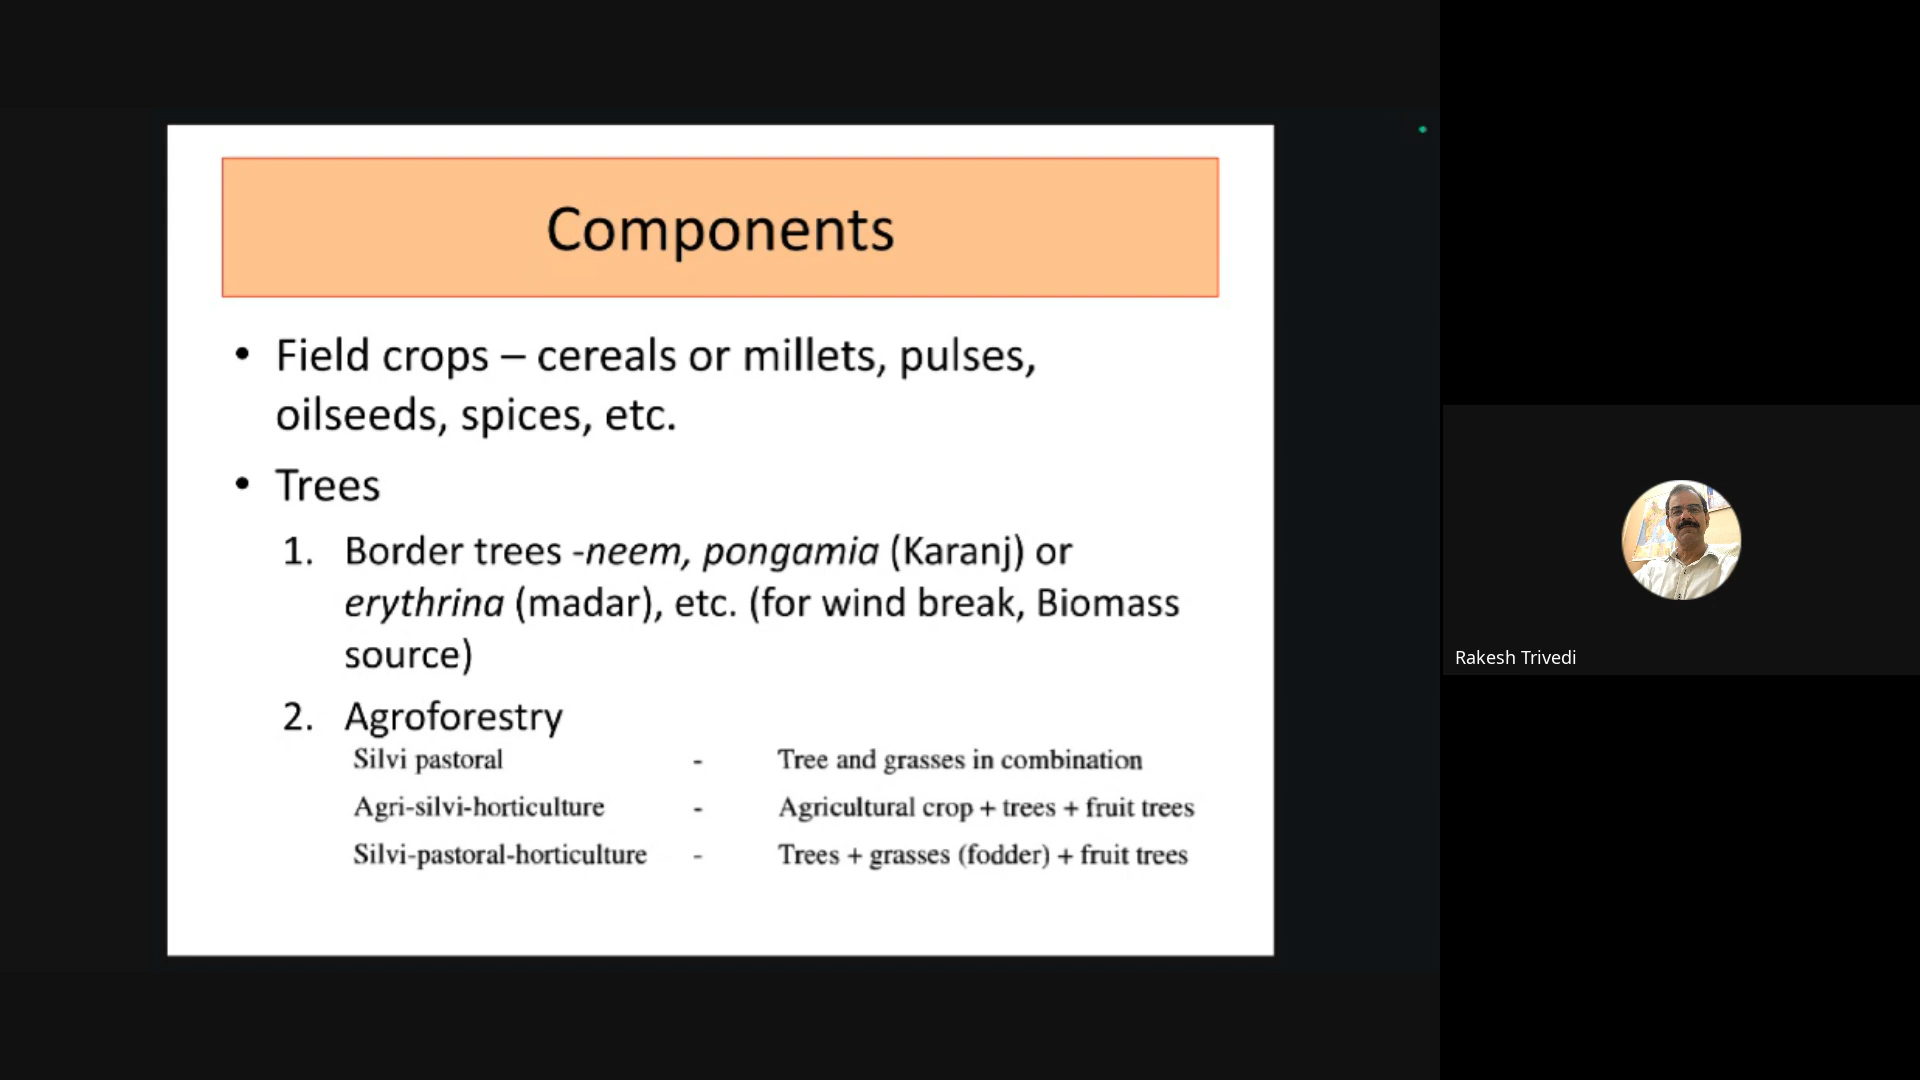 Components
• Field crops – cereals or millets, pulses,
oilseeds, spices, etc.
• Trees
1. Border trees -neem, pongamia (Karanj) or
erythrina (madar), etc. (for wind break, Biomass
source)
2. Agroforestry
Silvi pastoral - Tree and grasses in combination
Agri-silvi-horticulture - Agricultural crop + trees + fruit trees
Silvi-pastoral-horticulture - Trees + grasses (fodder) + fruit trees
Rakesh Trivedi